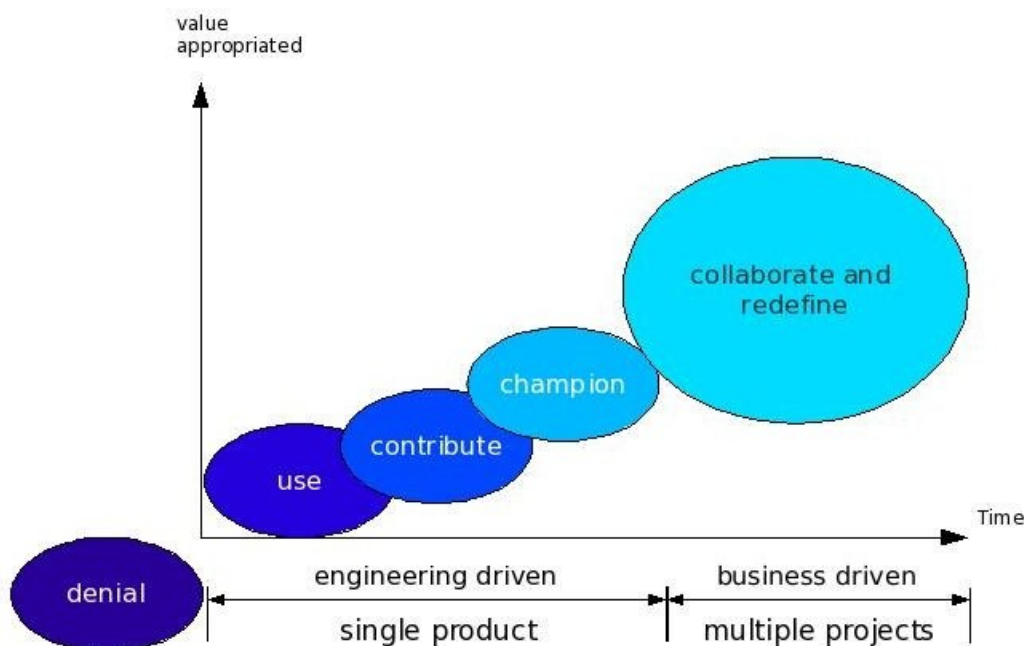 value
appropriated
collaborate and
redefine
champion
contribute
use
Time
denial
engineering driven
business driven
single product
multiple projects